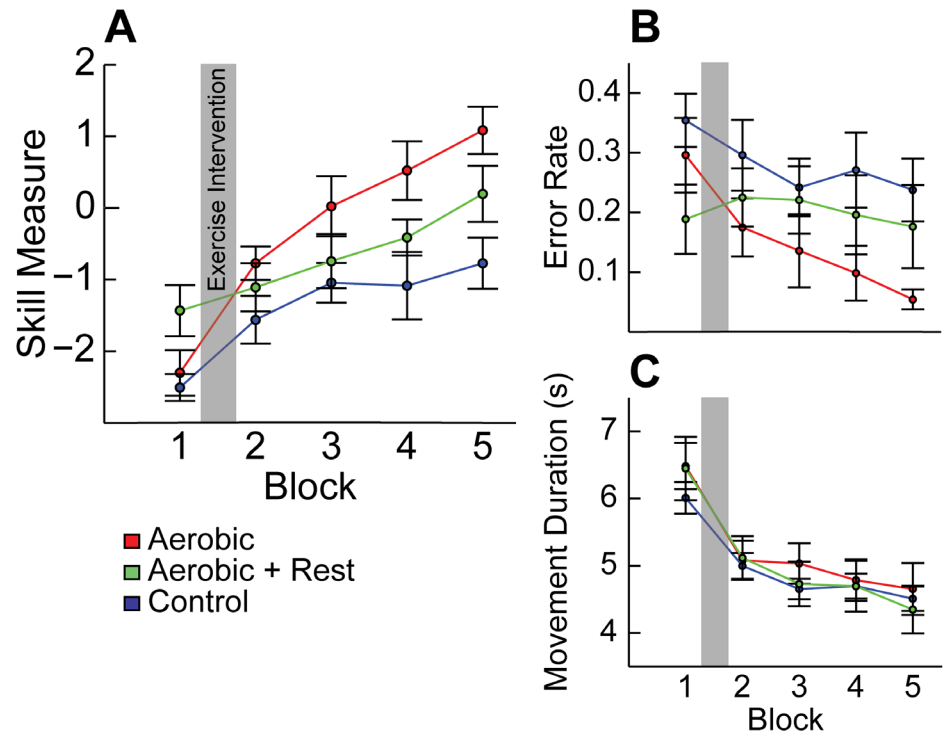 A
Skill Measure
2
1
0
−1
−2
Exercise Intervention
1 2 3 4 5
Block
Aerobic
Aerobic + Rest
Control
B
Error Rate
0.4
0.3
0.2
0.1
C
Movement Duration (s)
7
6
5
4
1 2 3 4 5
Block